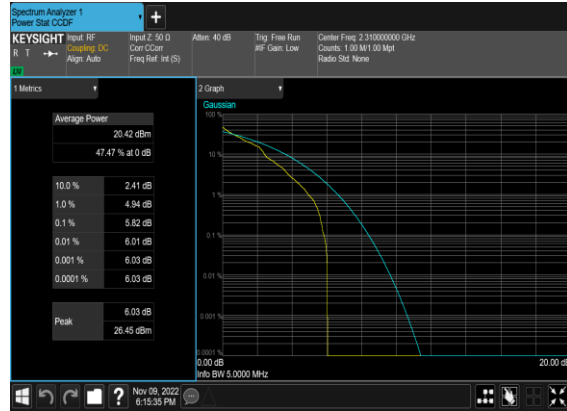 Spectrum Analyzer 1
Power Stat CCDF
KEYSIGHT
R T
LXI
Input: RF
Coupling: DC
Align: Auto
Input Z: 50 Ω
Corr CCorr
Freq Ref: Int (S)
Atten: 40 dB
Trig: Free Run
#IF Gain: Low
Center Freq: 2.310000000 GHz
Counts: 1.00 M/1.00 Mpt
Radio Std: None
1 Metrics
Average Power
20.42 dBm
47.47 % at 0 dB
10.0 % 2.41 dB
1.0 % 4.94 dB
0.1 % 5.82 dB
0.01 % 6.01 dB
0.001 % 6.03 dB
0.0001 % 6.03 dB
Peak
6.03 dB
26.45 dBm
2 Graph
Gaussian
100 %
10 %
1 %
0.1 %
0.01 %
0.001 %
0.0001 %
0.00 dB
20.00 dB
Info BW 5.0000 MHz
?
Nov 09, 2022
6:15:35 PM